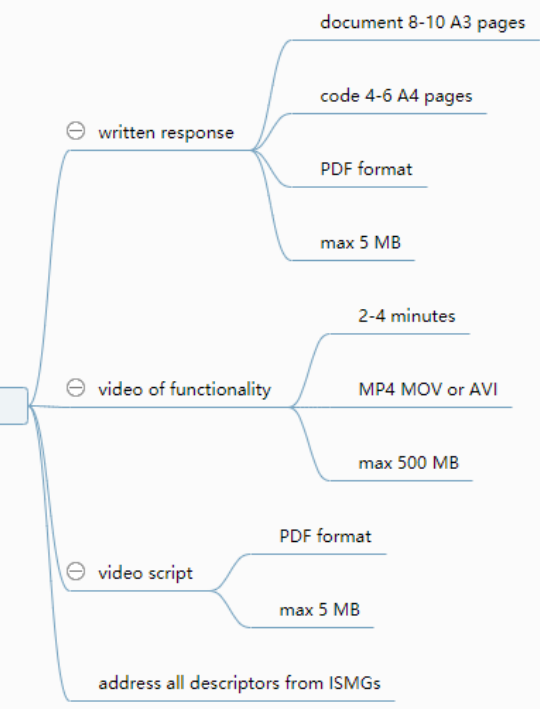 document 8-10 A3 pages
code 4-6 A4 pages
written response
PDF format
max 5 MB
2-4 minutes
video of functionality
MP4 MOV or AVI
max 500 MB
PDF format
video script
max 5 MB
address all descriptors from ISMGs